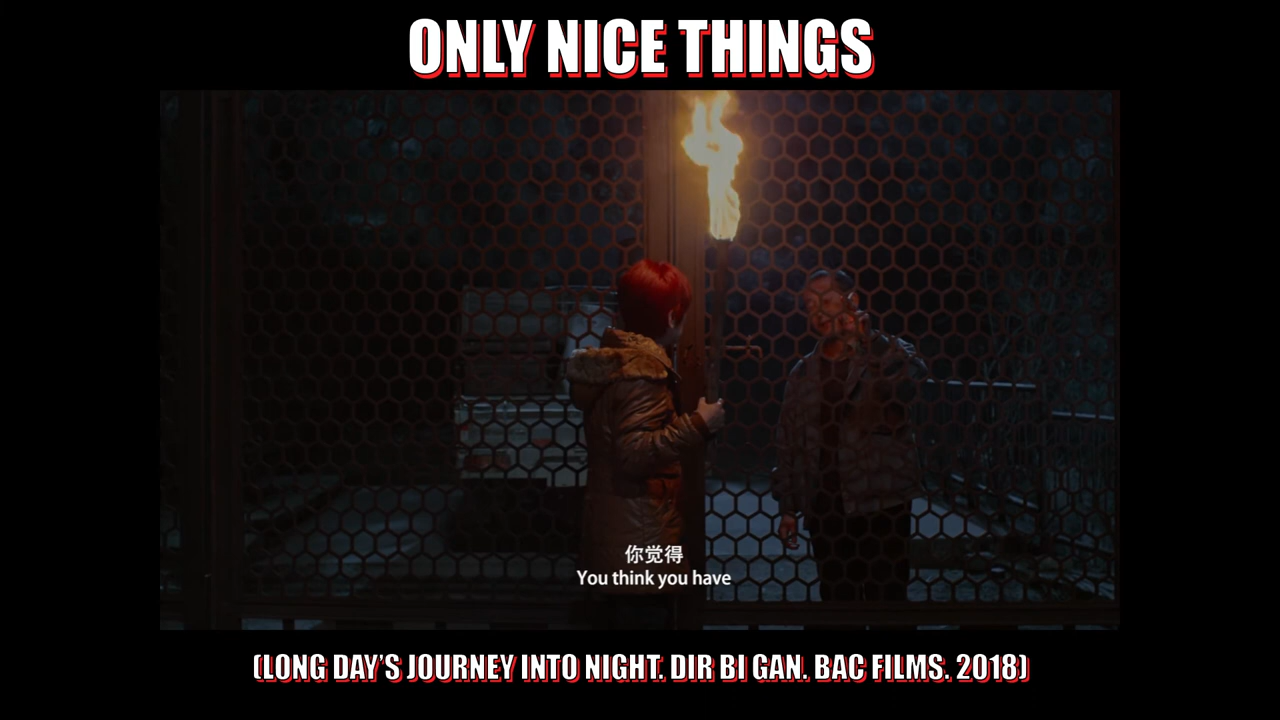 ONLY NICE THINGS
你觉得
You think you have
(LONG DAY'S JOURNEY INTO NIGHT. DIR BI GAN. BAC FILMS. 2018)